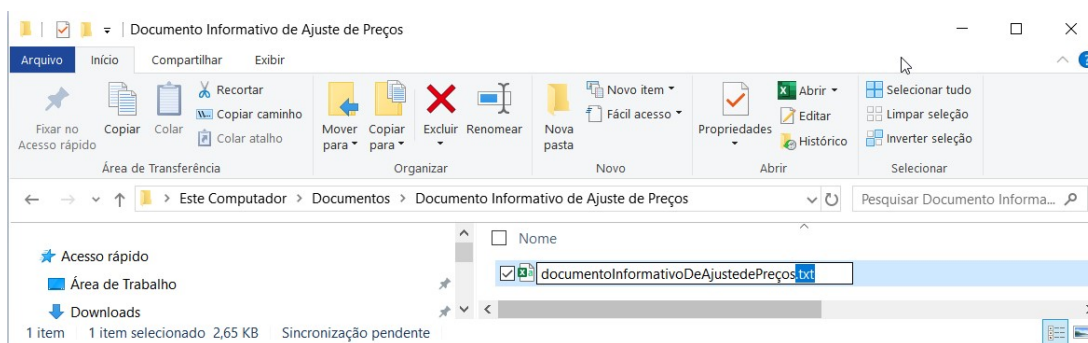 Documento Informativo de Ajuste de Preços
Arquivo Início Compartilhar Exibir
Fixar no Acesso rápido
Copiar
Colar
Recortar
Copiar caminho
Colar atalho
Área de Transferência
Mover para
Copiar para
Excluir
Renomear
Organizar
Nova pasta
Novo item
Fácil acesso
Novo
Propriedades
Abrir
Editar
Histórico
Abrir
Selecionar tudo
Limpar seleção
Inverter seleção
Selecionar
Este Computador > Documentos > Documento Informativo de Ajuste de Preços
Pesquisar Documento Informa...
Acesso rápido
Área de Trabalho
Downloads
Nome
documentoInformativoDeAjustedePreços.txt
1 item 1 item selecionado 2,65 KB Sincronização pendente